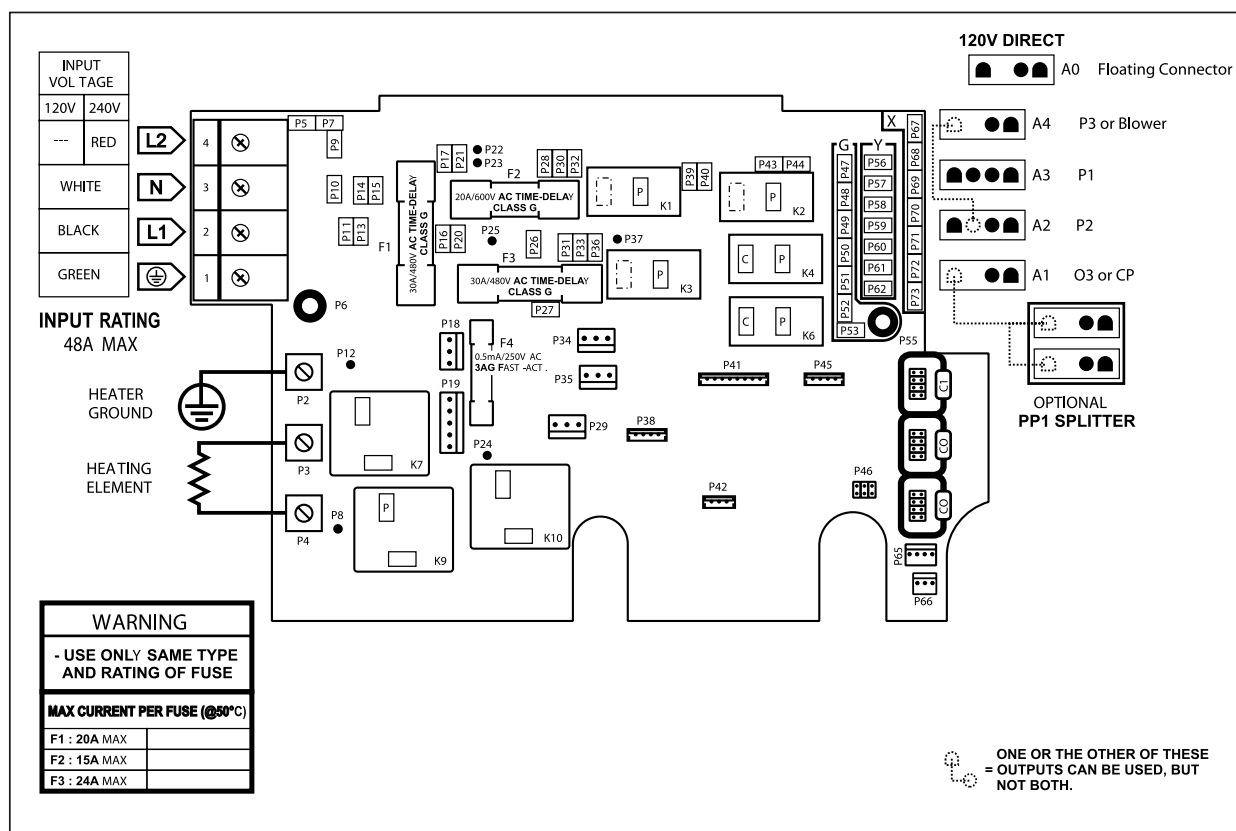 120V DIRECT
A0 Floating Connector
INPUT
VOL TAGE
120V 240V
--- RED
WHITE
BLACK
GREEN
L2
N
L1
4
3
2
1
INPUT RATING
48A MAX
HEATER
GROUND
HEATING
ELEMENT
P5 P7
P9
P10
P14
P15
P11
P13
P6
P17
P21
P22
P23
P16
P20
P25
F1
30A/480V AC TIME-DELAY
CLASS G
F2
20A/600V AC TIME-DELAY
CLASS G
P28
P30
P32
P26
P31
P33
P36
P37
F3
30A/480V AC TIME-DELAY
CLASS G
P27
P K1
P39
P40
P43 P44
P K2
P K3
C P K4
C P K6
G
P47
P48
P49
P50
P51
P52
P53
Y
P56
P57
P58
P59
P60
P61
P62
X
P67
P68
P69
P70
P71
P72
P73
P55
A4 P3 or Blower
A3 P1
A2 P2
A1 O3 or CP
OPTIONAL
PP1 SPLITTER
P12
P2
P3
P4
P8
P18
P19
F4
0.5mA/250V AC
3AG FAST -ACT .
P34
P35
P29
P24
P38
P41
P45
P42
P46
K7
P
K9
K10
C1
CO
CO
P65
P66
WARNING
- USE ONLY SAME TYPE
AND RATING OF FUSE
MAX CURRENT PER FUSE (@50°C)
F1 : 20A MAX
F2 : 15A MAX
F3 : 24A MAX
ONE OR THE OTHER OF THESE
= OUTPUTS CAN BE USED, BUT
NOT BOTH.